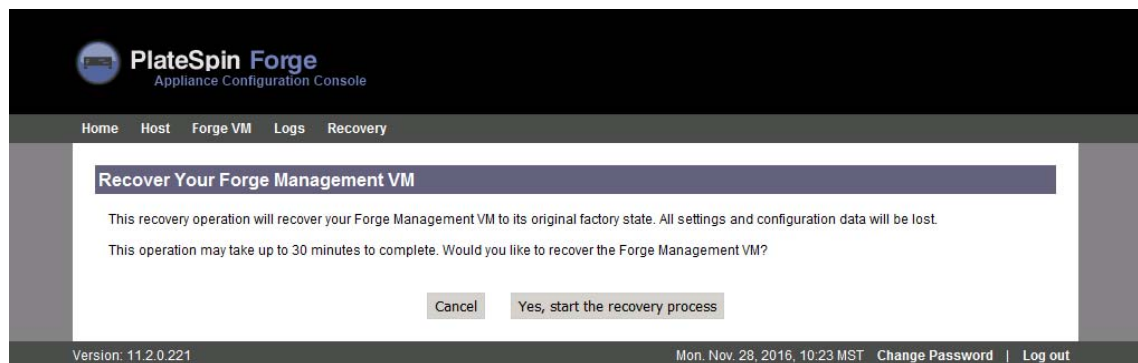 PlateSpin Forge
Appliance Configuration Console
Home Host Forge VM Logs Recovery
Recover Your Forge Management VM
This recovery operation will recover your Forge Management VM to its original factory state. All settings and configuration data will be lost.
This operation may take up to 30 minutes to complete. Would you like to recover the Forge Management VM?
Cancel Yes, start the recovery process
Version: 11.2.0.221 Mon. Nov. 28, 2016, 10:23 MST Change Password | Log out